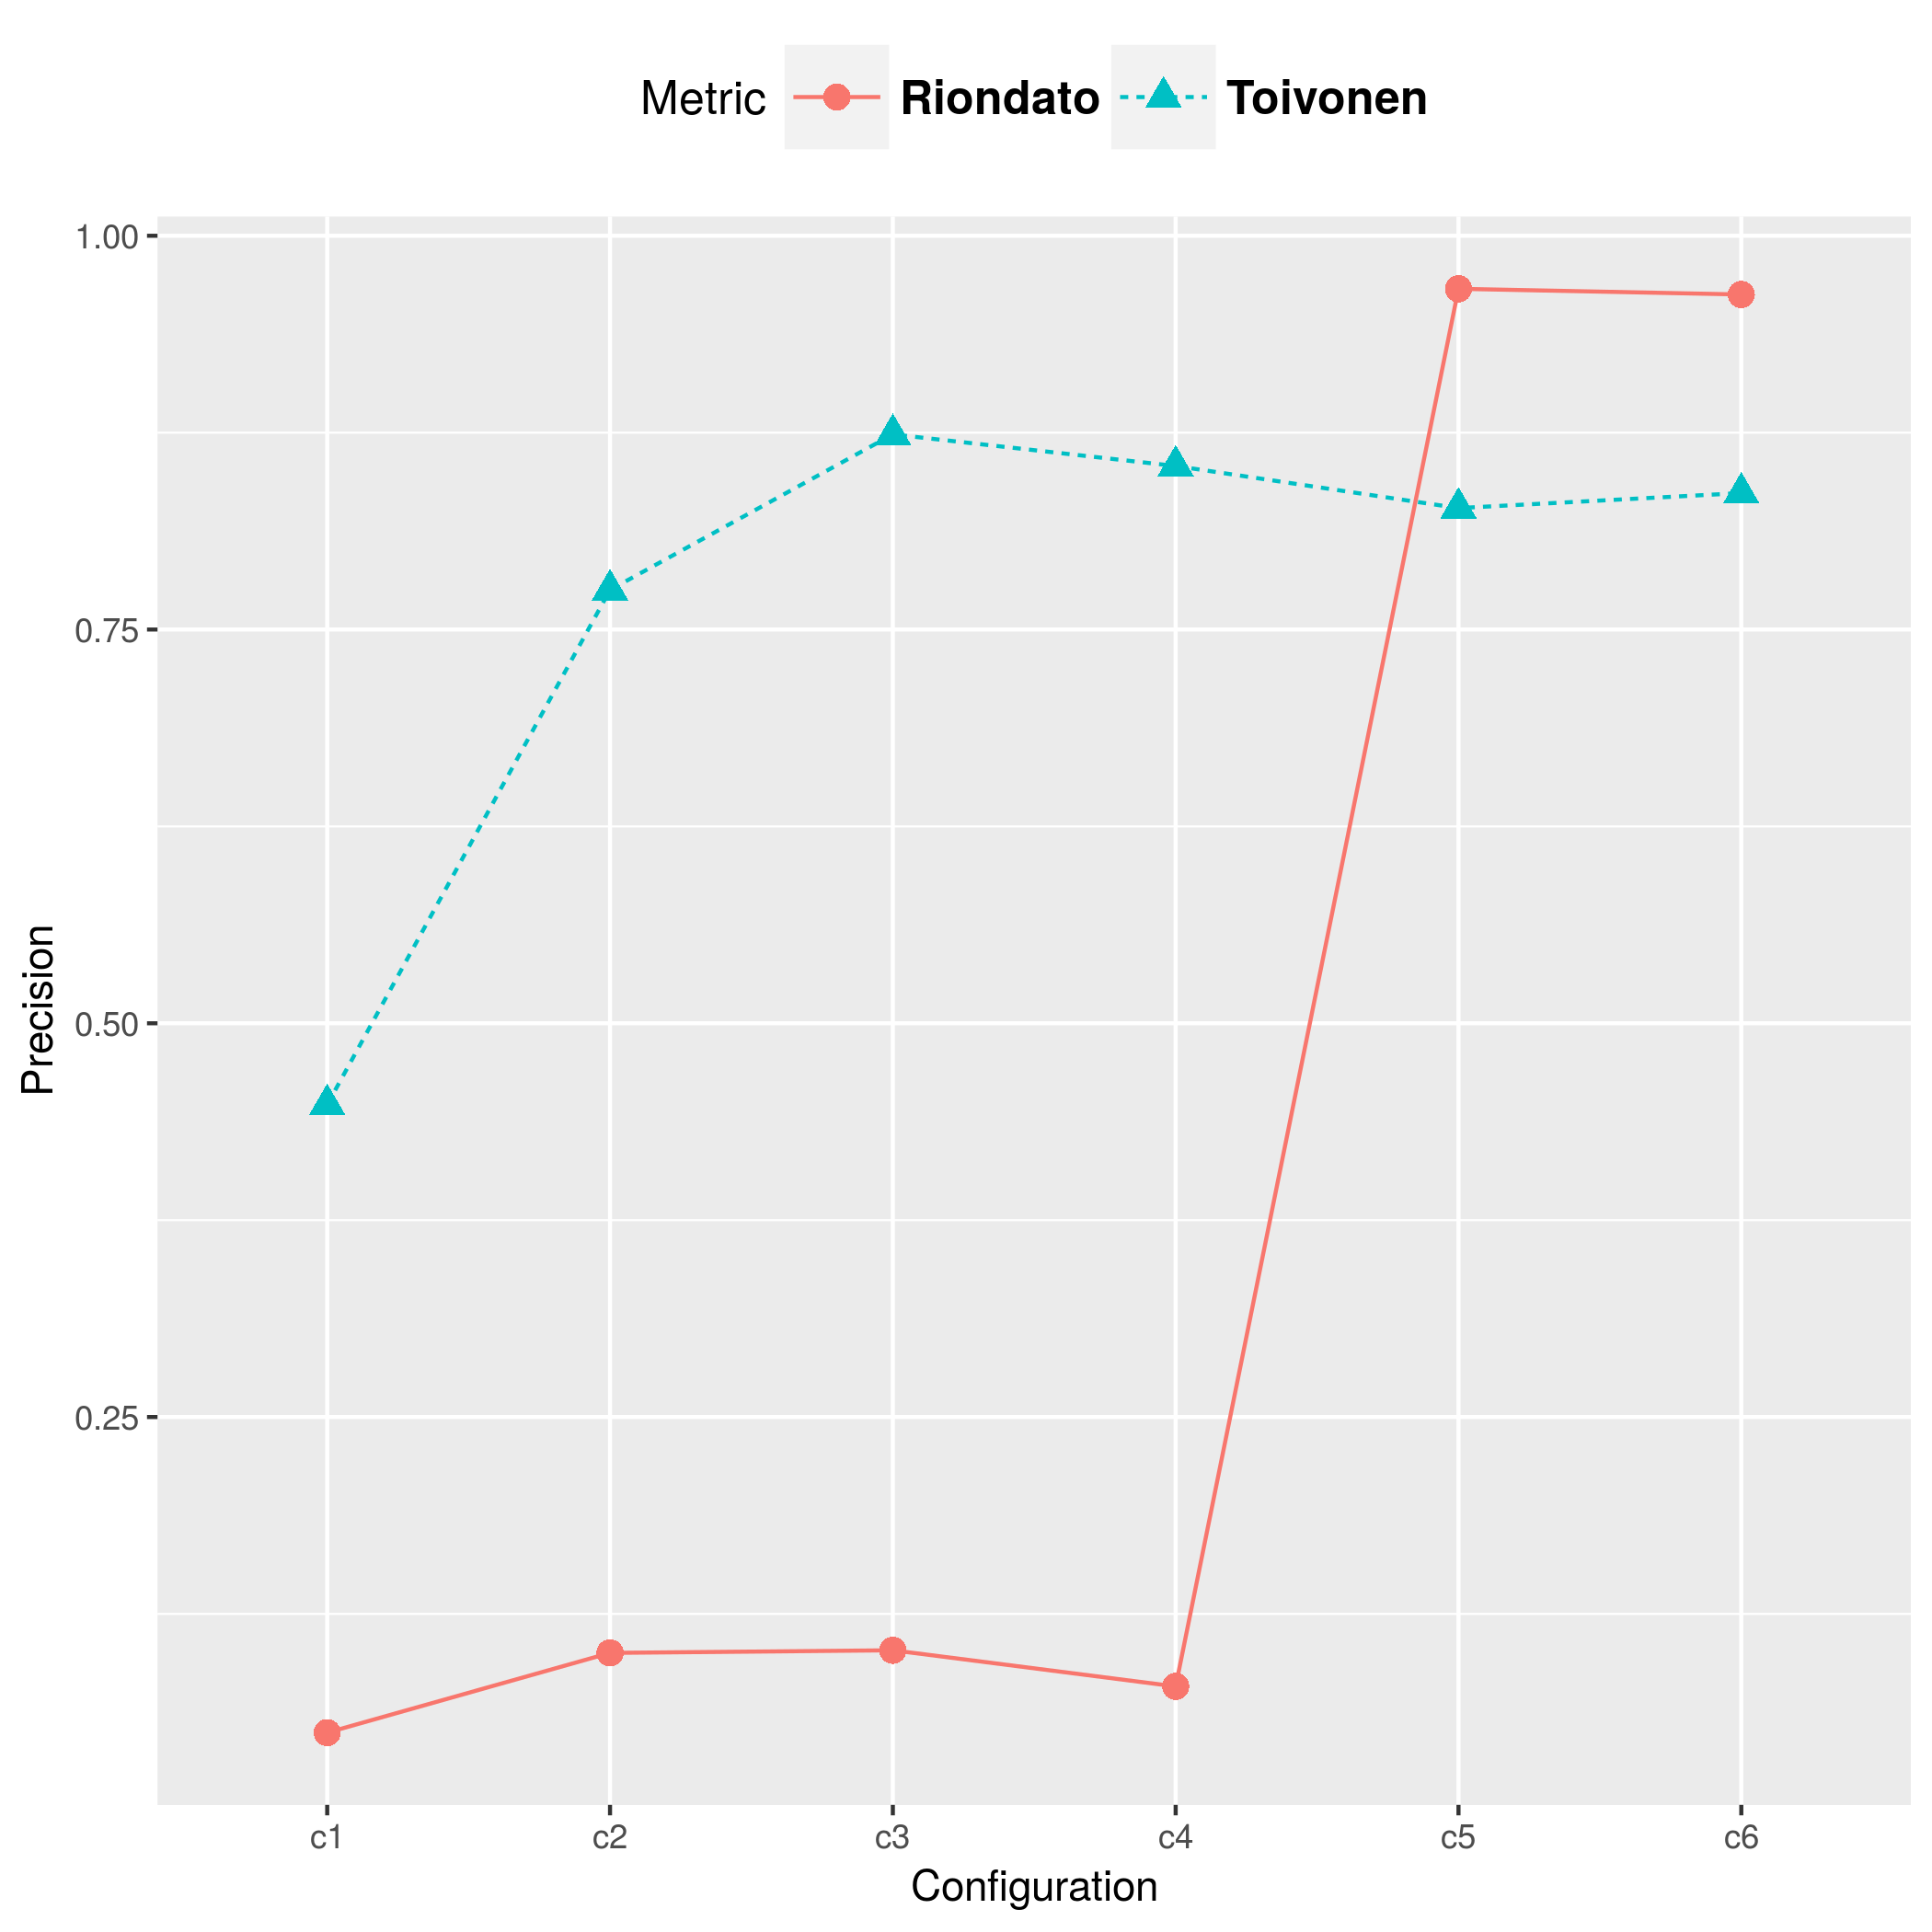 Metric Riondato Toivonen
1.00
0.75
0.50
0.25
Precision
c1 c2 c3 c4 c5 c6
Configuration